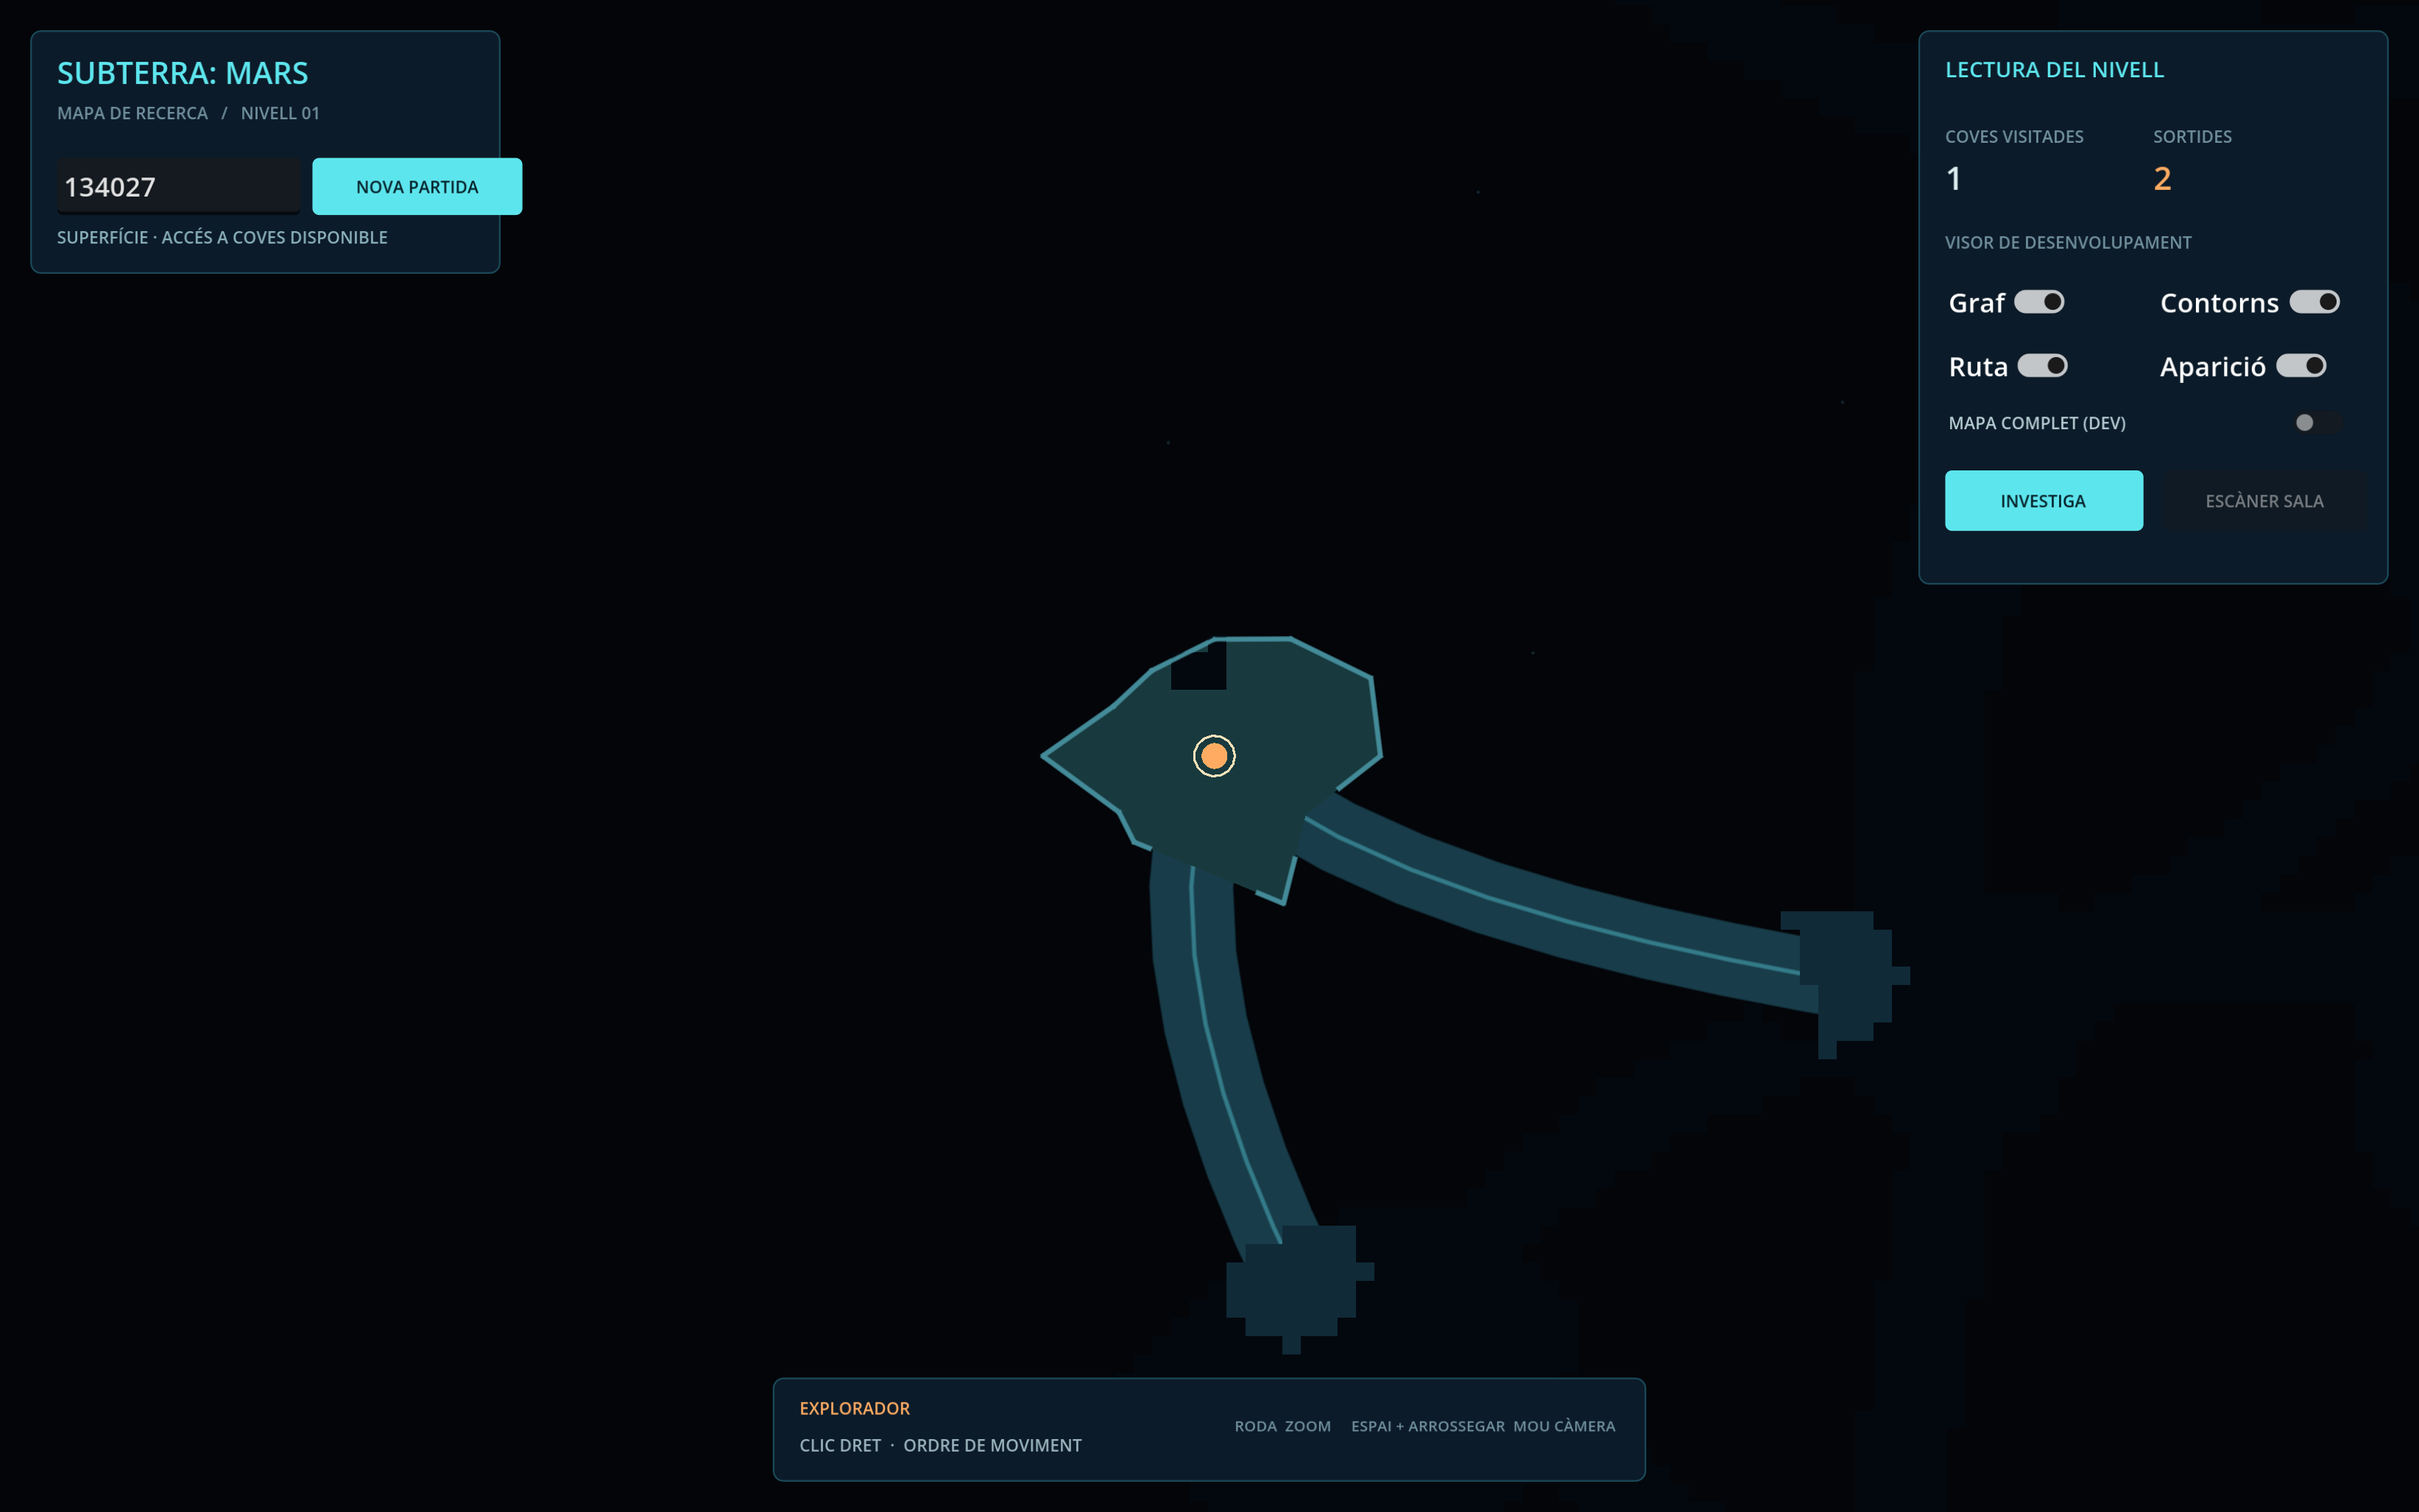 SUBTERRA: MARS
MAPA DE RECERCA / NIVELL 01
134027
NOVA PARTIDA
SUPERFÍCIE · ACCÉS A COVES DISPONIBLE
LECTURA DEL NIVELL
COVES VISITADES SORTIDES
1 2
VISOR DE DESENVOLUPAMENT
Graf Contorns
Ruta Aparició
MAPA COMPLET (DEV)
INVESTIGA ESCÀNER SALA
EXPLORADOR
CLIC DRET · ORDRE DE MOVIMENT
RODA ZOOM ESPAI + ARROSSEGAR MOU CÀMERA